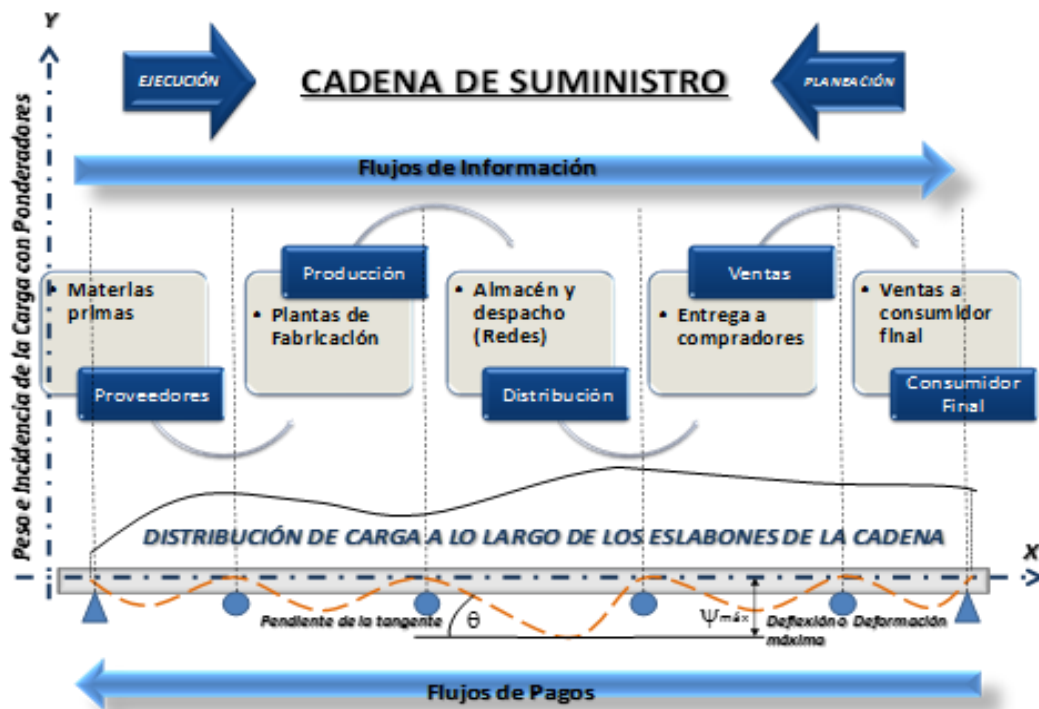 Y
EJECUCIÓN
CADENA DE SUMINISTRO
PLANEACIÓN
Flujos de Información
Peso e Incidencia de la Carga con Ponderadores
• Materias
primas
Proveedores
Producción
• Plantas de
Fabricación
• Almacén y
despacho
(Redes)
Distribución
Ventas
• Entrega a
compradores
• Ventas a
consumidor
final
Consumidor
Final
DISTRIBUCIÓN DE CARGA A LO LARGO DE LOS ESLABONES DE LA CADENA
X
Pendiente de la tangente
θ
Ψmáx
Deflexión o Deformación
máxima
Flujos de Pagos